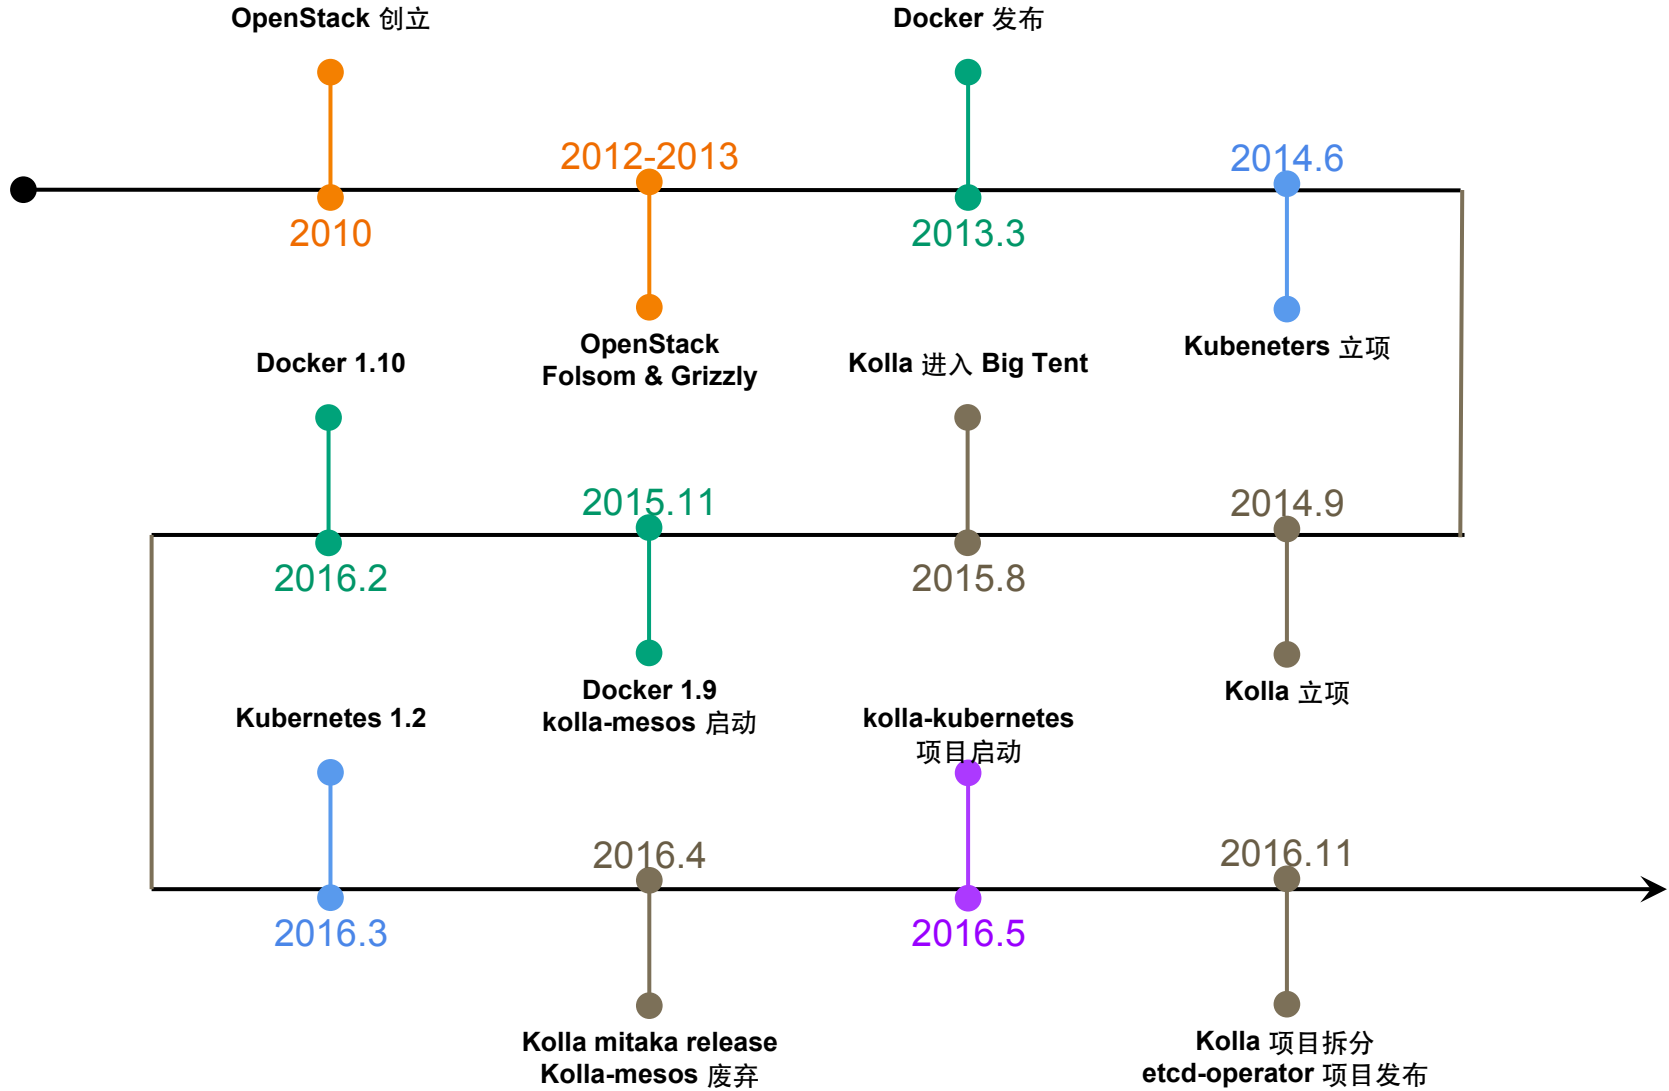 OpenStack 创立
Docker 发布
2012-2013
2014.6
2010
2013.3
OpenStack
Folsom & Grizzly
Kubeneters 立项
Docker 1.10
Kolla 进入 Big Tent
2015.11
2014.9
2016.2
2015.8
Docker 1.9
kolla-mesos 启动
Kolla 立项
Kubernetes 1.2
kolla-kubernetes
项目启动
2016.4
2016.11
2016.3
2016.5
Kolla mitaka release
Kolla-mesos 废弃
Kolla 项目拆分
etcd-operator 项目发布